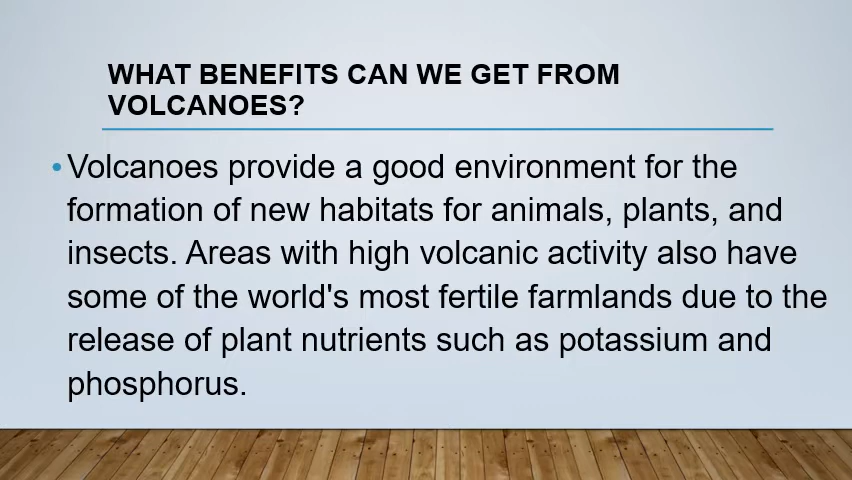 WHAT BENEFITS CAN WE GET FROM
VOLCANOES?
•Volcanoes provide a good environment for the
formation of new habitats for animals, plants, and
insects. Areas with high volcanic activity also have
some of the world's most fertile farmlands due to the
release of plant nutrients such as potassium and
phosphorus.